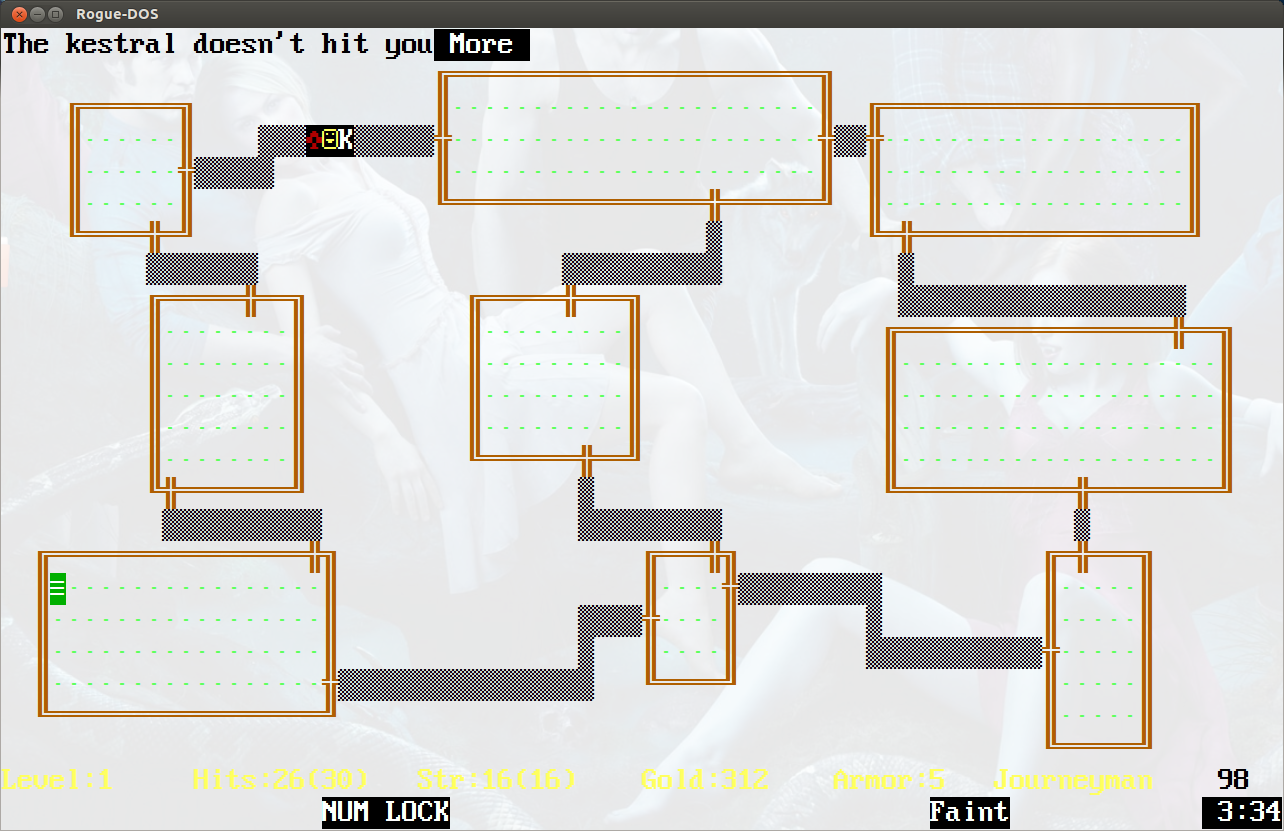 Rogue-DOS
The kestral doesn't hit you More
K
Level:1 Hits:26(30) Str:16(16) Gold:312 Armor:5 Journeyman 98
NUM LOCK Faint 3:34